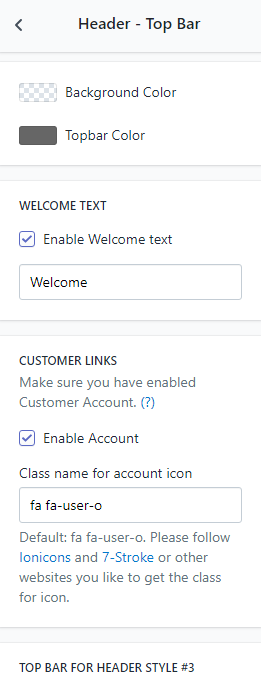 Header - Top Bar
Background Color
Topbar Color
WELCOME TEXT
Enable Welcome text
Welcome
CUSTOMER LINKS
Make sure you have enabled
Customer Account. (?)
Enable Account
Class name for account icon
fa fa-user-o
Default: fa fa-user-o. Please follow
Ionicons and 7-Stroke or other
websites you like to get the class
for icon.
TOP BAR FOR HEADER STYLE #3